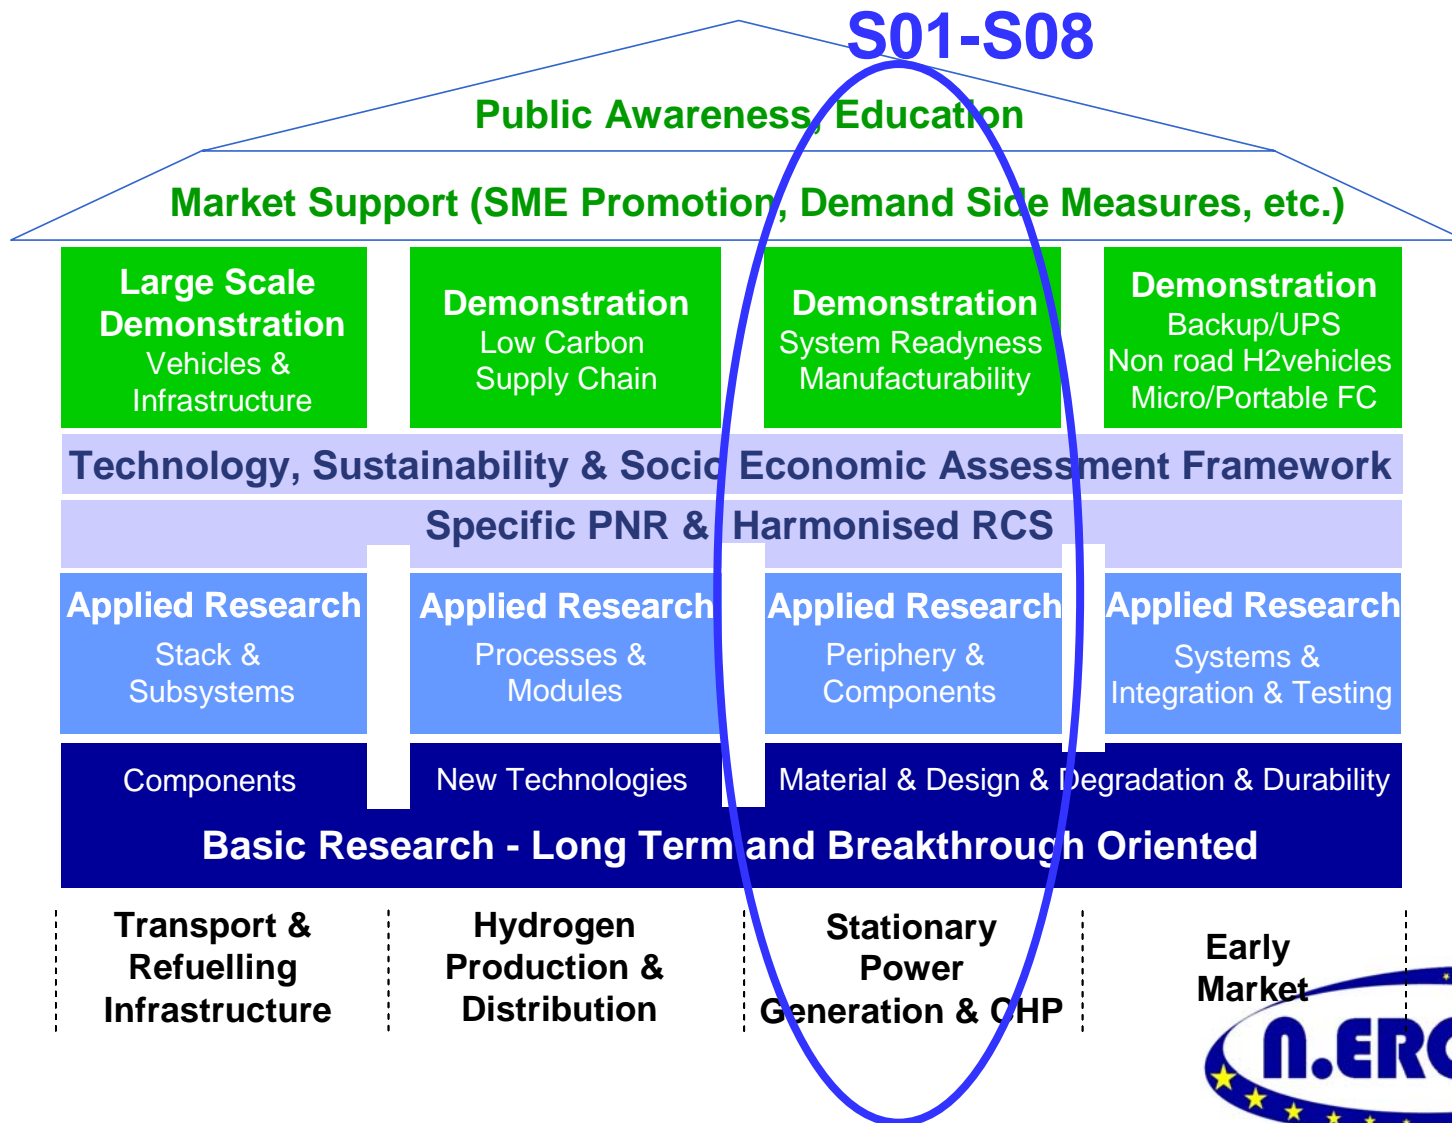 S01-S08
Public Awareness, Education
Market Support (SME Promotion, Demand Side Measures, etc.)
Large Scale
Demonstration
Vehicles &
Infrastructure
Demonstration
Low Carbon
Supply Chain
Demonstration
System Readyness
Manufacturability
Demonstration
Backup/UPS
Non road H2vehicles
Micro/Portable FC
Technology, Sustainability & Socio Economic Assessment Framework
Specific PNR & Harmonised RCS
Applied Research
Stack &
Subsystems
Applied Research
Processes &
Modules
Applied Research
Periphery &
Components
Applied Research
Systems &
Integration & Testing
Components
New Technologies
Material & Design & Degradation & Durability
Basic Research - Long Term and Breakthrough Oriented
Transport &
Refuelling
Infrastructure
Hydrogen
Production &
Distribution
Stationary
Power
Generation & CHP
Early
Market